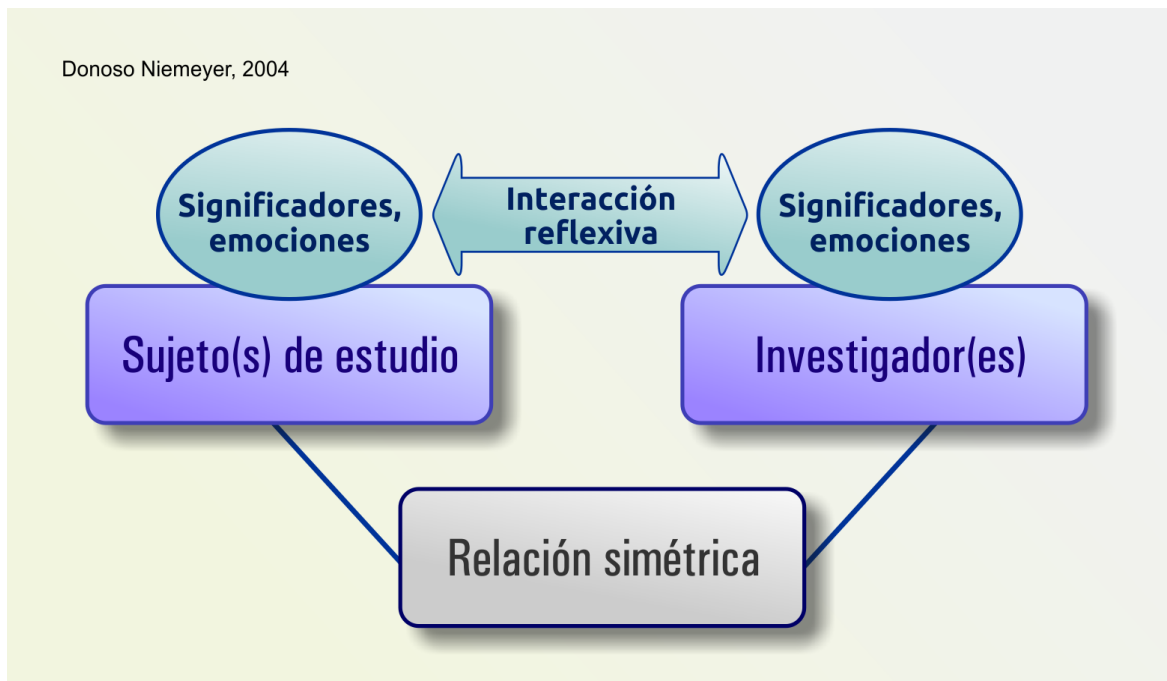 Donoso Niemeyer, 2004
Significadores,
emociones
Interacción
reflexiva
Significadores,
emociones
Sujeto(s) de estudio
Investigador(es)
Relación simétrica